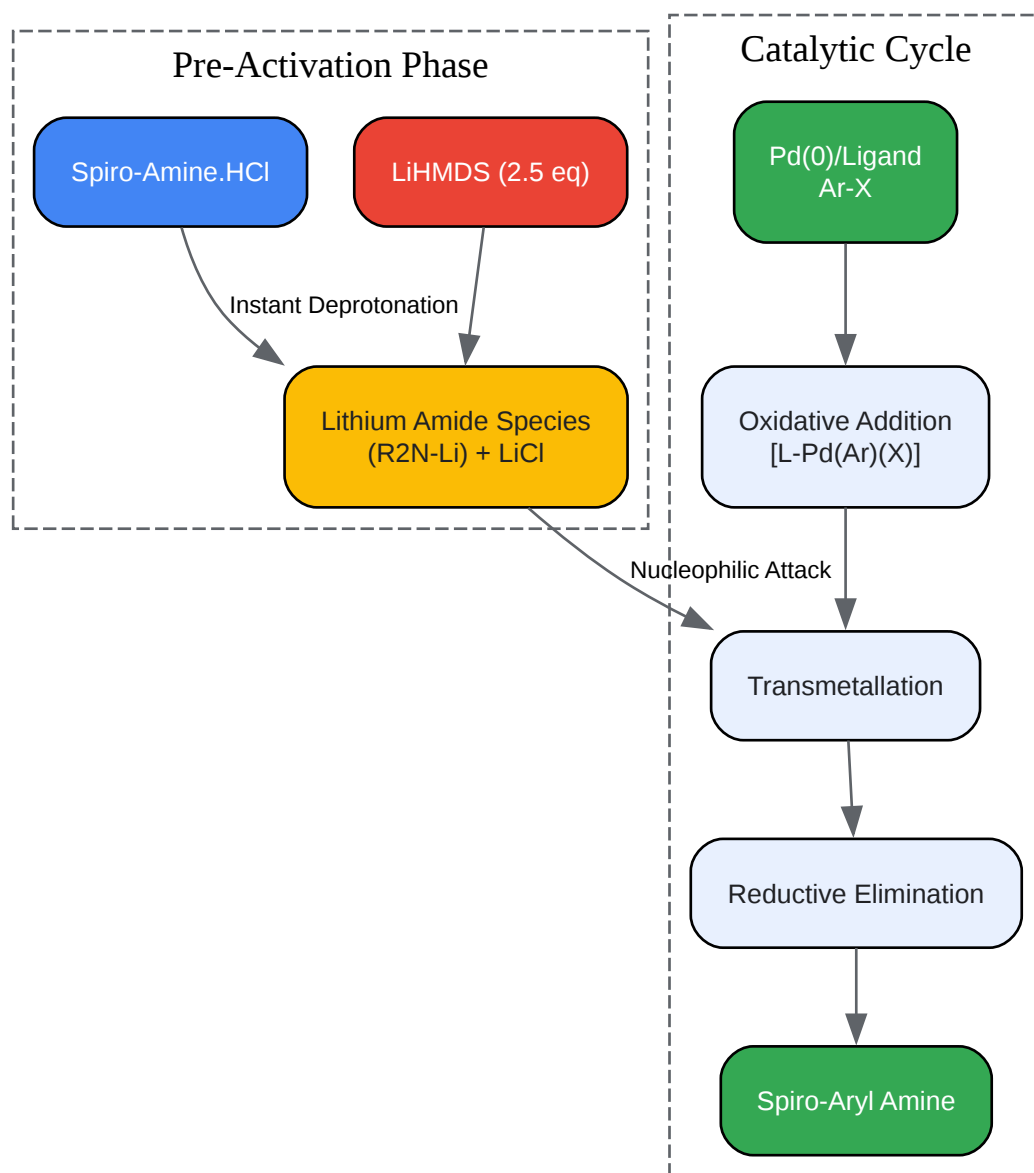 Pre-Activation Phase
Spiro-Amine.HCl
LiHMDS (2.5 eq)
Instant Deprotonation
Lithium Amide Species
(R2N-Li) + LiCl
Nucleophilic Attack
Catalytic Cycle
Pd(0)/Ligand
Ar-X
Oxidative Addition
[L-Pd(Ar)(X)]
Transmetallation
Reductive Elimination
Spiro-Aryl Amine